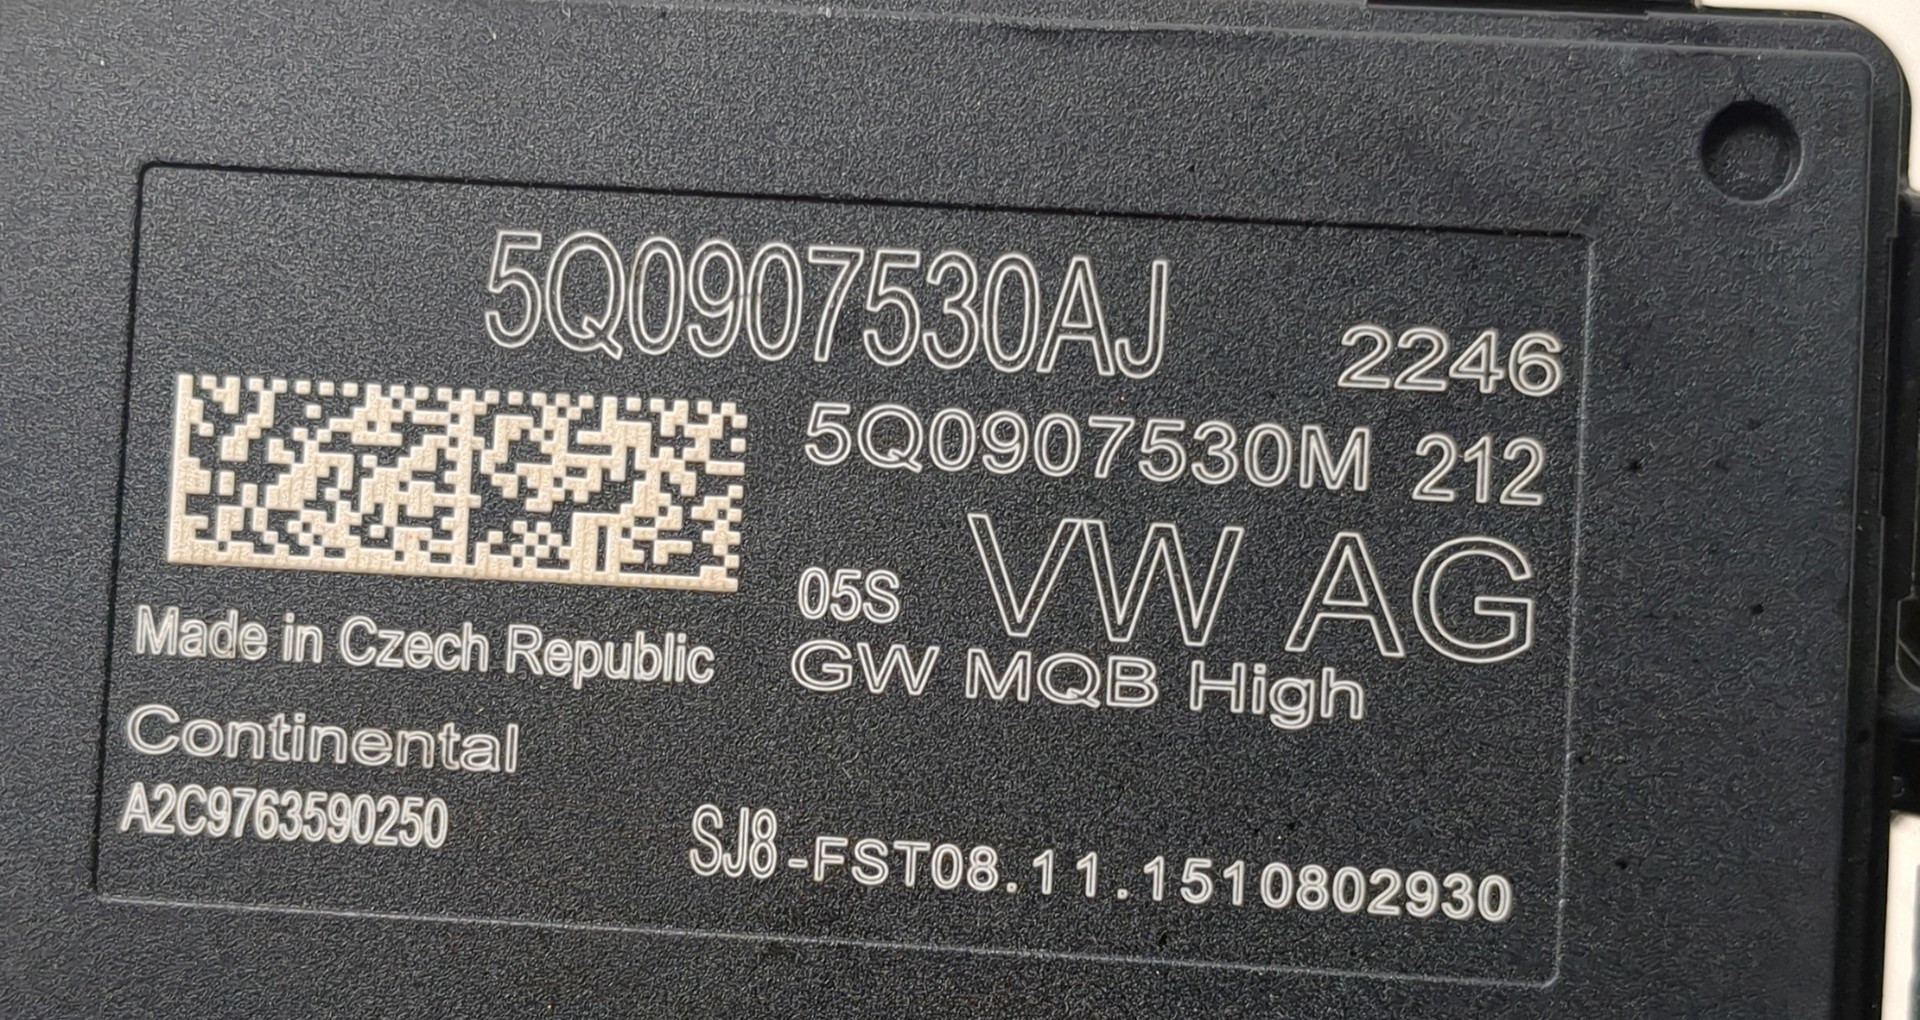 5Q0907530AJ 2246
5Q0907530M 212
05S VW AG
GW MQB High
Made in Czech Republic
Continental
A2C9763590250
SJ8-FST08.11.1510802930